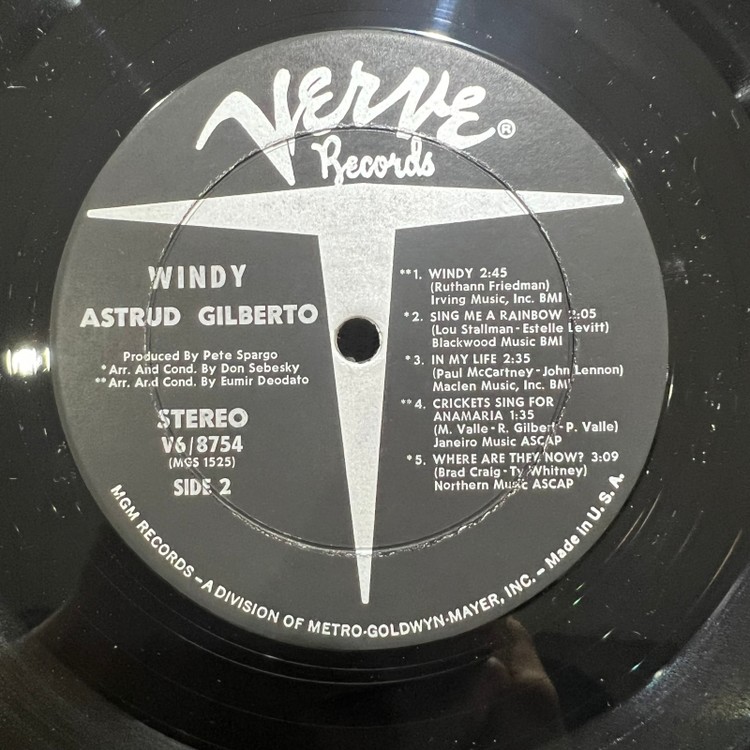 Verve®
Records
WINDY
ASTRUD GILBERTO
Produced By Pete Spargo
*Arr. And Cond. By Don Sebesky
**Arr. And Cond. By Eumir Deodato
STEREO
V6/8754
(MGS 1525)
SIDE 2
**1. WINDY 2:45
(Ruthann Friedman)
Irving Music, Inc. BMI
*2. SING ME A RAINBOW 2:05
(Lou Stallman - Estelle Levitt)
Blackwood Music BMI
*3. IN MY LIFE 2:35
(Paul McCartney - John Lennon)
Maclen Music, Inc. BMI
**4. CRICKETS SING FOR
ANAMARIA 1:35
(M. Valle - R. Gilbert - P. Valle)
Janeiro Music ASCAP
*5. WHERE ARE THEY NOW? 3:09
(Brad Craig - Ty Whitney)
Northern Music ASCAP
MGM RECORDS – A DIVISION OF METRO-GOLDWYN-MAYER, INC. – Made in U.S.A.